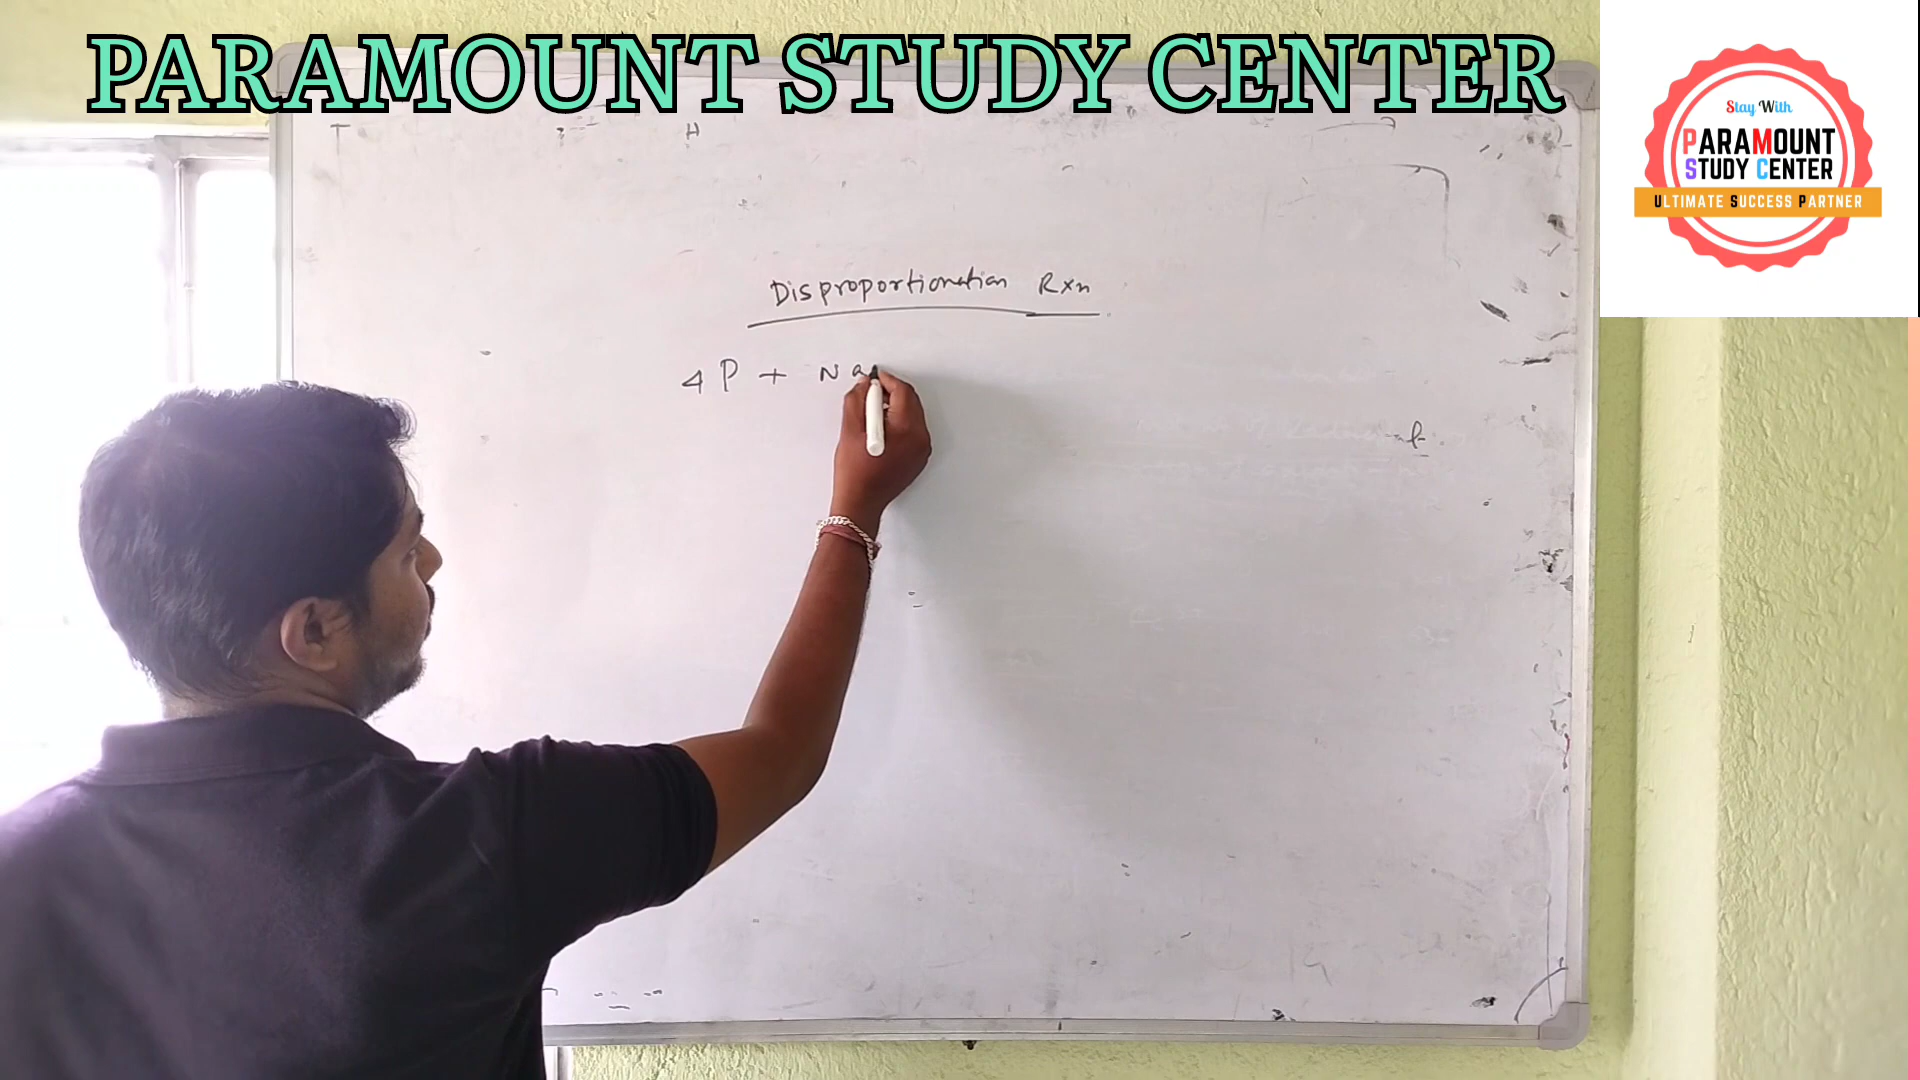 PARAMOUNT STUDY CENTER
Stay With
PARAMOUNT
STUDY CENTER
ULTIMATE SUCCESS PARTNER
Disproportionation Rxn
4P + Na